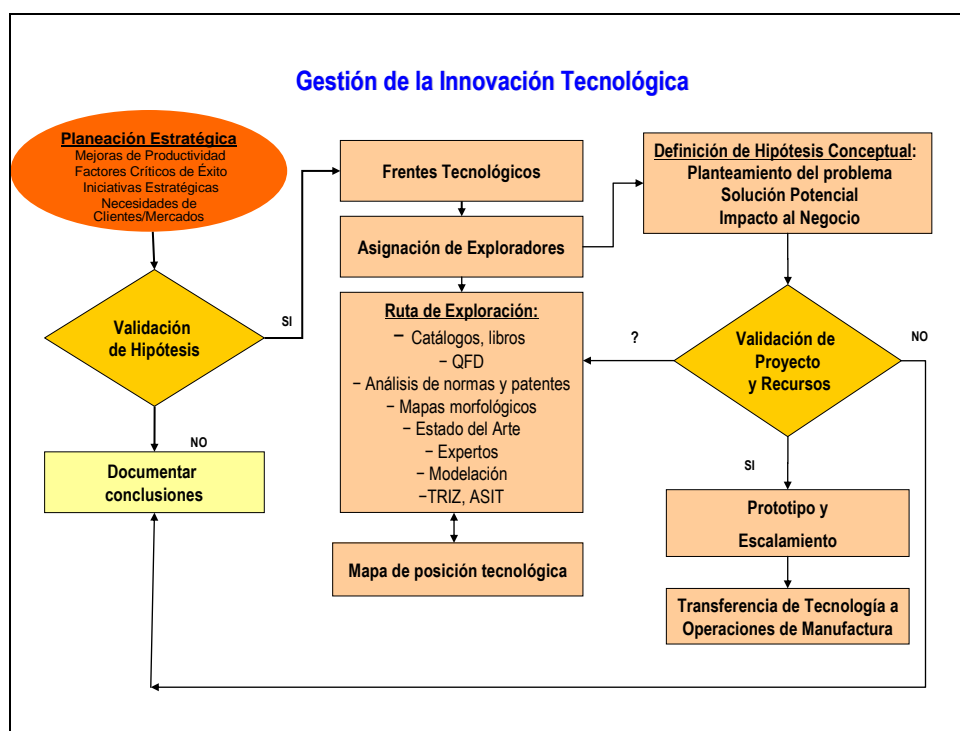 Gestión de la Innovación Tecnológica
Planeación Estratégica
Mejoras de Productividad
Factores Críticos de Éxito
Iniciativas Estratégicas
Necesidades de
Clientes/Mercados
Validación
de Hipótesis
SI
NO
Documentar
conclusiones
Frentes Tecnológicos
Asignación de Exploradores
Ruta de Exploración:
− Catálogos, libros
− QFD
− Análisis de normas y patentes
− Mapas morfológicos
− Estado del Arte
− Expertos
− Modelación
−TRIZ, ASIT
Mapa de posición tecnológica
Definición de Hipótesis Conceptual:
Planteamiento del problema
Solución Potencial
Impacto al Negocio
?
Validación de
Proyecto
y Recursos
NO
SI
Prototipo y
Escalamiento
Transferencia de Tecnología a
Operaciones de Manufactura